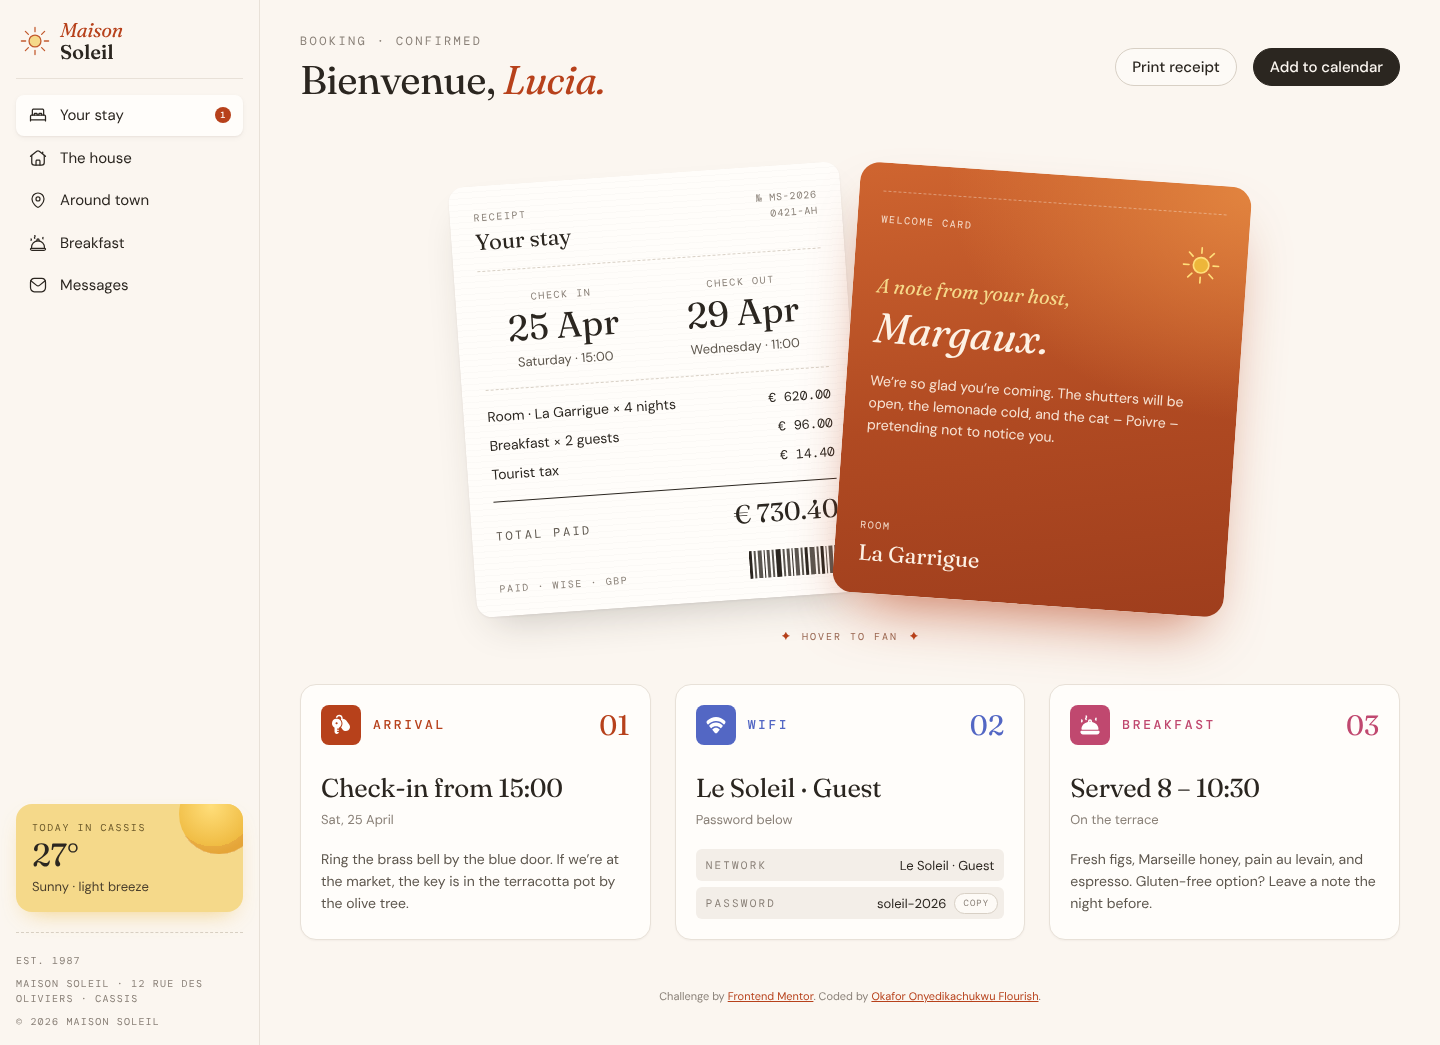 Maison
Soleil
Your stay
1
The house
Around town
Breakfast
Messages
TODAY IN CASSIS
27°
Sunny · light breeze
EST. 1987
MAISON SOLEIL · 12 RUE DES
OLIVIERS · CASSIS
© 2026 MAISON SOLEIL
BOOKING · CONFIRMED
Bienvenue, Lucia.
Print receipt
Add to calendar
RECEIPT
Your stay
№ MS-2026
0421-AH
CHECK IN
25 Apr
Saturday · 15:00
CHECK OUT
29 Apr
Wednesday · 11:00
Room · La Garrigue × 4 nights € 620.00
Breakfast × 2 guests € 96.00
Tourist tax € 14.40
TOTAL PAID € 730.40
PAID · WISE · GBP
WELCOME CARD
A note from your host,
Margaux.
We’re so glad you’re coming. The shutters will be
open, the lemonade cold, and the cat – Poivre –
pretending not to notice you.
ROOM
La Garrigue
✦ HOVER TO FAN ✦
ARRIVAL 01
Check-in from 15:00
Sat, 25 April
Ring the brass bell by the blue door. If we’re at
the market, the key is in the terracotta pot by
the olive tree.
WIFI 02
Le Soleil · Guest
Password below
NETWORK Le Soleil · Guest
PASSWORD soleil-2026 COPY
BREAKFAST 03
Served 8 – 10:30
On the terrace
Fresh figs, Marseille honey, pain au levain, and
espresso. Gluten-free option? Leave a note the
night before.
Challenge by Frontend Mentor. Coded by Okafor Onyedikachukwu Flourish.